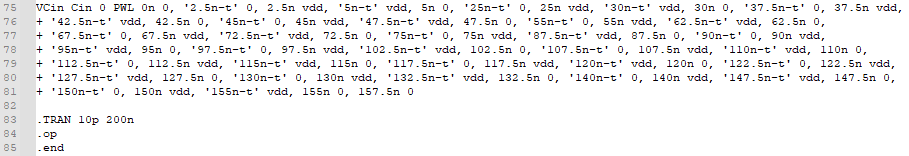 75 VCin Cin 0 PWL 0n 0, '2.5n-t' 0, 2.5n vdd, '5n-t' vdd, 5n 0, '25n-t' 0, 25n vdd, '30n-t' vdd, 30n 0, '37.5n-t' 0, 37.5n vdd,
76 + '42.5n-t' vdd, 42.5n 0, '45n-t' 0, 45n vdd, '47.5n-t' vdd, 47.5n 0, '55n-t' 0, 55n vdd, '62.5n-t' vdd, 62.5n 0,
77 + '67.5n-t' 0, 67.5n vdd, '72.5n-t' vdd, 72.5n 0, '75n-t' 0, 75n vdd, '87.5n-t' vdd, 87.5n 0, '90n-t' 0, 90n vdd,
78 + '95n-t' vdd, 95n 0, '97.5n-t' 0, 97.5n vdd, '102.5n-t' vdd, 102.5n 0, '107.5n-t' 0, 107.5n vdd, '110n-t' vdd, 110n 0,
79 + '112.5n-t' 0, 112.5n vdd, '115n-t' vdd, 115n 0, '117.5n-t' 0, 117.5n vdd, '120n-t' vdd, 120n 0, '122.5n-t' 0, 122.5n vdd,
80 + '127.5n-t' vdd, 127.5n 0, '130n-t' 0, 130n vdd, '132.5n-t' vdd, 132.5n 0, '140n-t' 0, 140n vdd, '147.5n-t' vdd, 147.5n 0,
81 + '150n-t' 0, 150n vdd, '155n-t' vdd, 155n 0, 157.5n 0
82
83 .TRAN 10p 200n
84 .op
85 .end